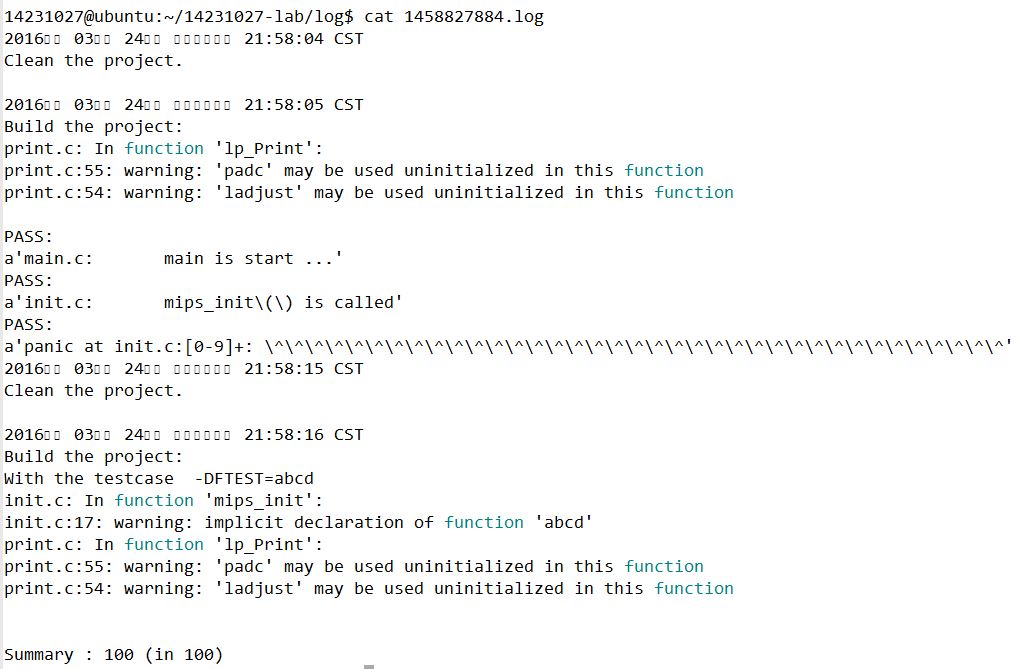 14231027@ubuntu:~/14231027-lab/log$ cat 1458827884.log
2016 03 24 21:58:04 CST
Clean the project.
2016 03 24 21:58:05 CST
Build the project:
print.c: In function 'lp_Print':
print.c:55: warning: 'padc' may be used uninitialized in this function
print.c:54: warning: 'ladjust' may be used uninitialized in this function
PASS:
a'main.c: main is start ...'
PASS:
a'init.c: mips_init\(\) is called'
PASS:
a'panic at init.c:[0-9]+: \^\^\^\^\^\^\^\^\^\^\^\^\^\^\^\^\^\^\^\^\^\^\^\^\^\^\^\^\^\^\^\^\^\^\^\^\^'
2016 03 24 21:58:15 CST
Clean the project.
2016 03 24 21:58:16 CST
Build the project:
With the testcase -DFTEST=abcd
init.c: In function 'mips_init':
init.c:17: warning: implicit declaration of function 'abcd'
print.c: In function 'lp_Print':
print.c:55: warning: 'padc' may be used uninitialized in this function
print.c:54: warning: 'ladjust' may be used uninitialized in this function
Summary : 100 (in 100)